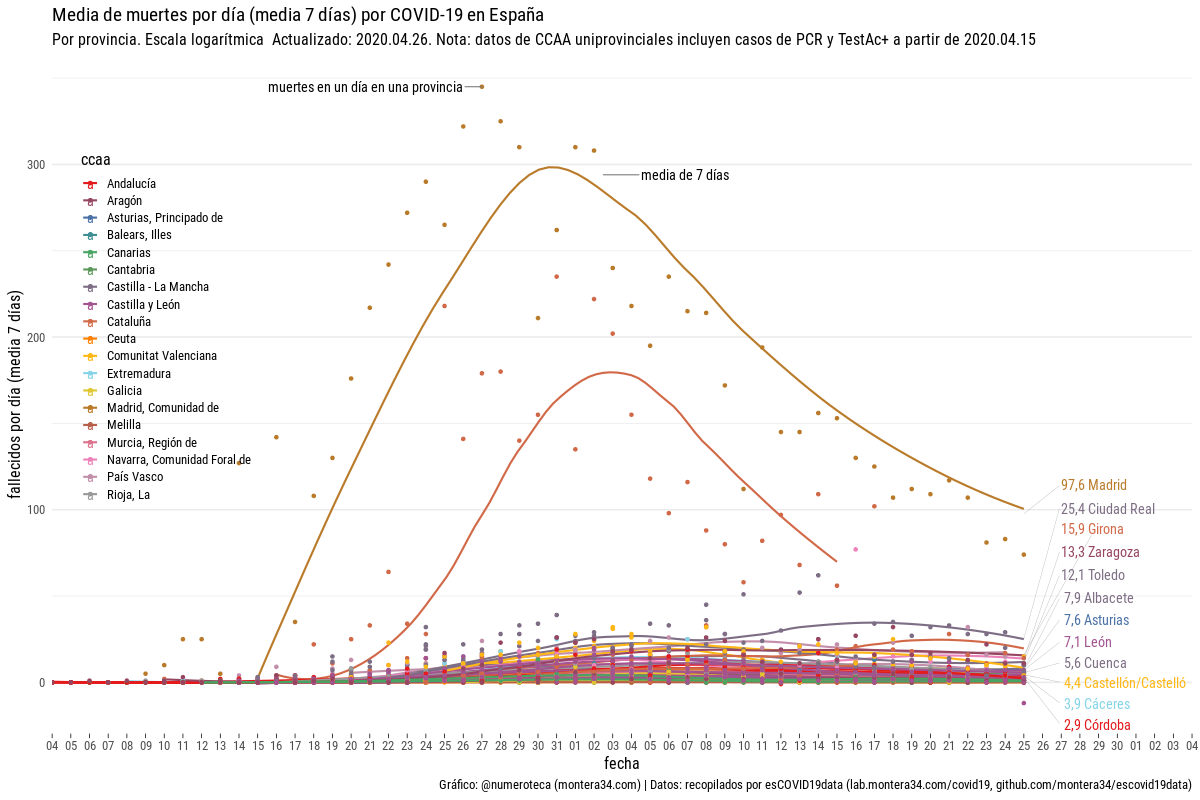 Media de muertes por día (media 7 días) por COVID-19 en España
Por provincia. Escala logarítmica  Actualizado: 2020.04.26. Nota: datos de CCAA uniprovinciales incluyen casos de PCR y TestAc+ a partir de 2020.04.15
muertes en un día en una provincia
media de 7 días
ccaa
Andalucía
Aragón
Asturias, Principado de
Balears, Illes
Canarias
Cantabria
Castilla - La Mancha
Castilla y León
Cataluña
Ceuta
Comunitat Valenciana
Extremadura
Galicia
Madrid, Comunidad de
Melilla
Murcia, Región de
Navarra, Comunidad Foral de
País Vasco
Rioja, La
fallecidos por día (media 7 días)
300
200
100
0
97,6 Madrid
25,4 Ciudad Real
15,9 Girona
13,3 Zaragoza
12,1 Toledo
7,9 Albacete
7,6 Asturias
7,1 León
5,6 Cuenca
4,4 Castellón/Castelló
3,9 Cáceres
2,9 Córdoba
04 05 06 07 08 09 10 11 12 13 14 15 16 17 18 19 20 21 22 23 24 25 26 27 28 29 30 31 01 02 03 04 05 06 07 08 09 10 11 12 13 14 15 16 17 18 19 20 21 22 23 24 25 26 27 28 29 30 01 02 03 04
fecha
Gráfico: @numeroteca (montera34.com) | Datos: recopilados por esCOVID19data (lab.montera34.com/covid19, github.com/montera34/escovid19data)